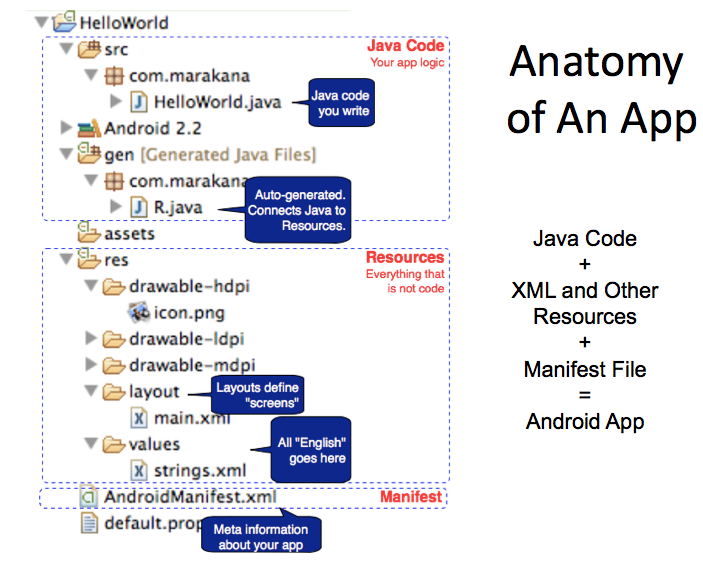 HelloWorld
src
Java Code
Your app logic
com.marakana
HelloWorld.java
Java code
you write
Android 2.2
gen [Generated Java Files]
com.marakana
Auto-generated.
Connects Java to
Resources.
R.java
assets
res
Resources
Everything that
is not code
drawable-hdpi
icon.png
drawable-ldpi
drawable-mdpi
layout
Layouts define
"screens"
main.xml
values
All "English"
goes here
strings.xml
AndroidManifest.xml
Manifest
default.prop
Meta information
about your app
Anatomy
of An App
Java Code
+
XML and Other
Resources
+
Manifest File
=
Android App